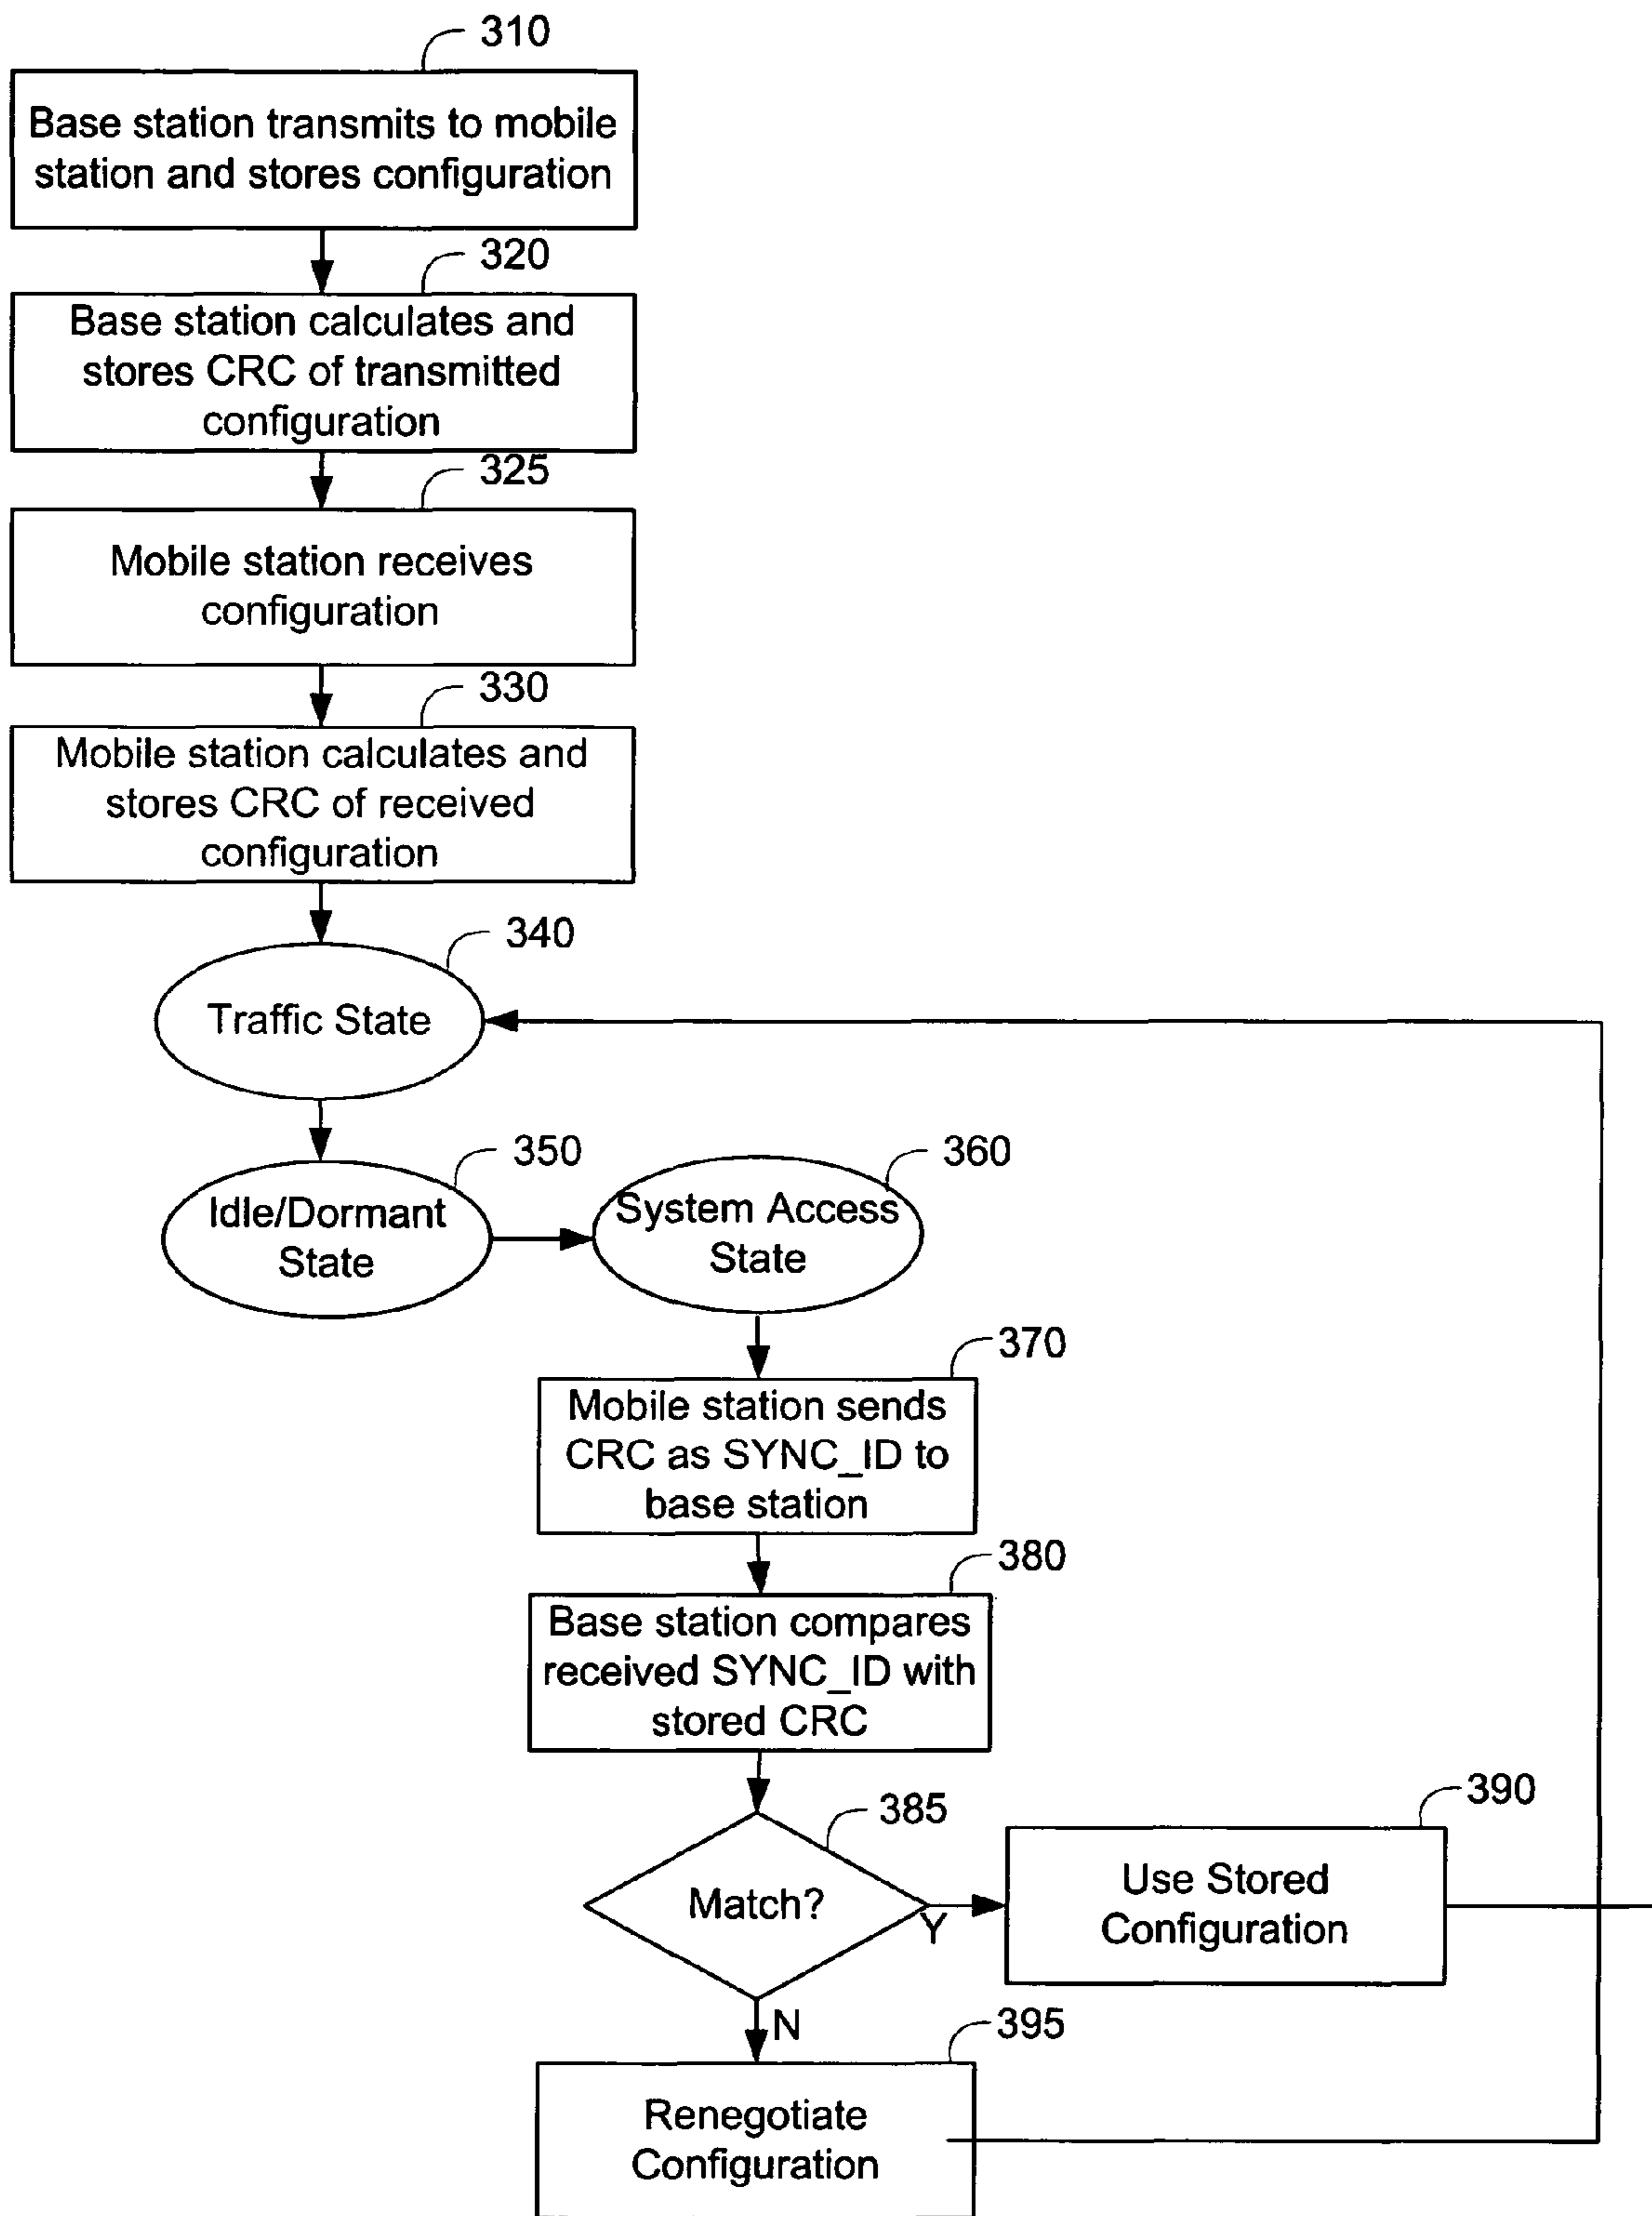 310
Base station transmits to mobile
station and stores configuration
320
Base station calculates and
stores CRC of transmitted
configuration
325
Mobile station receives
configuration
330
Mobile station calculates and
stores CRC of received
configuration
340
Traffic State
350
Idle/Dormant
State
360
System Access
State
370
Mobile station sends
CRC as SYNC_ID to
base station
380
Base station compares
received SYNC_ID with
stored CRC
385
Match?
Y
390
Use Stored
Configuration
N
395
Renegotiate
Configuration